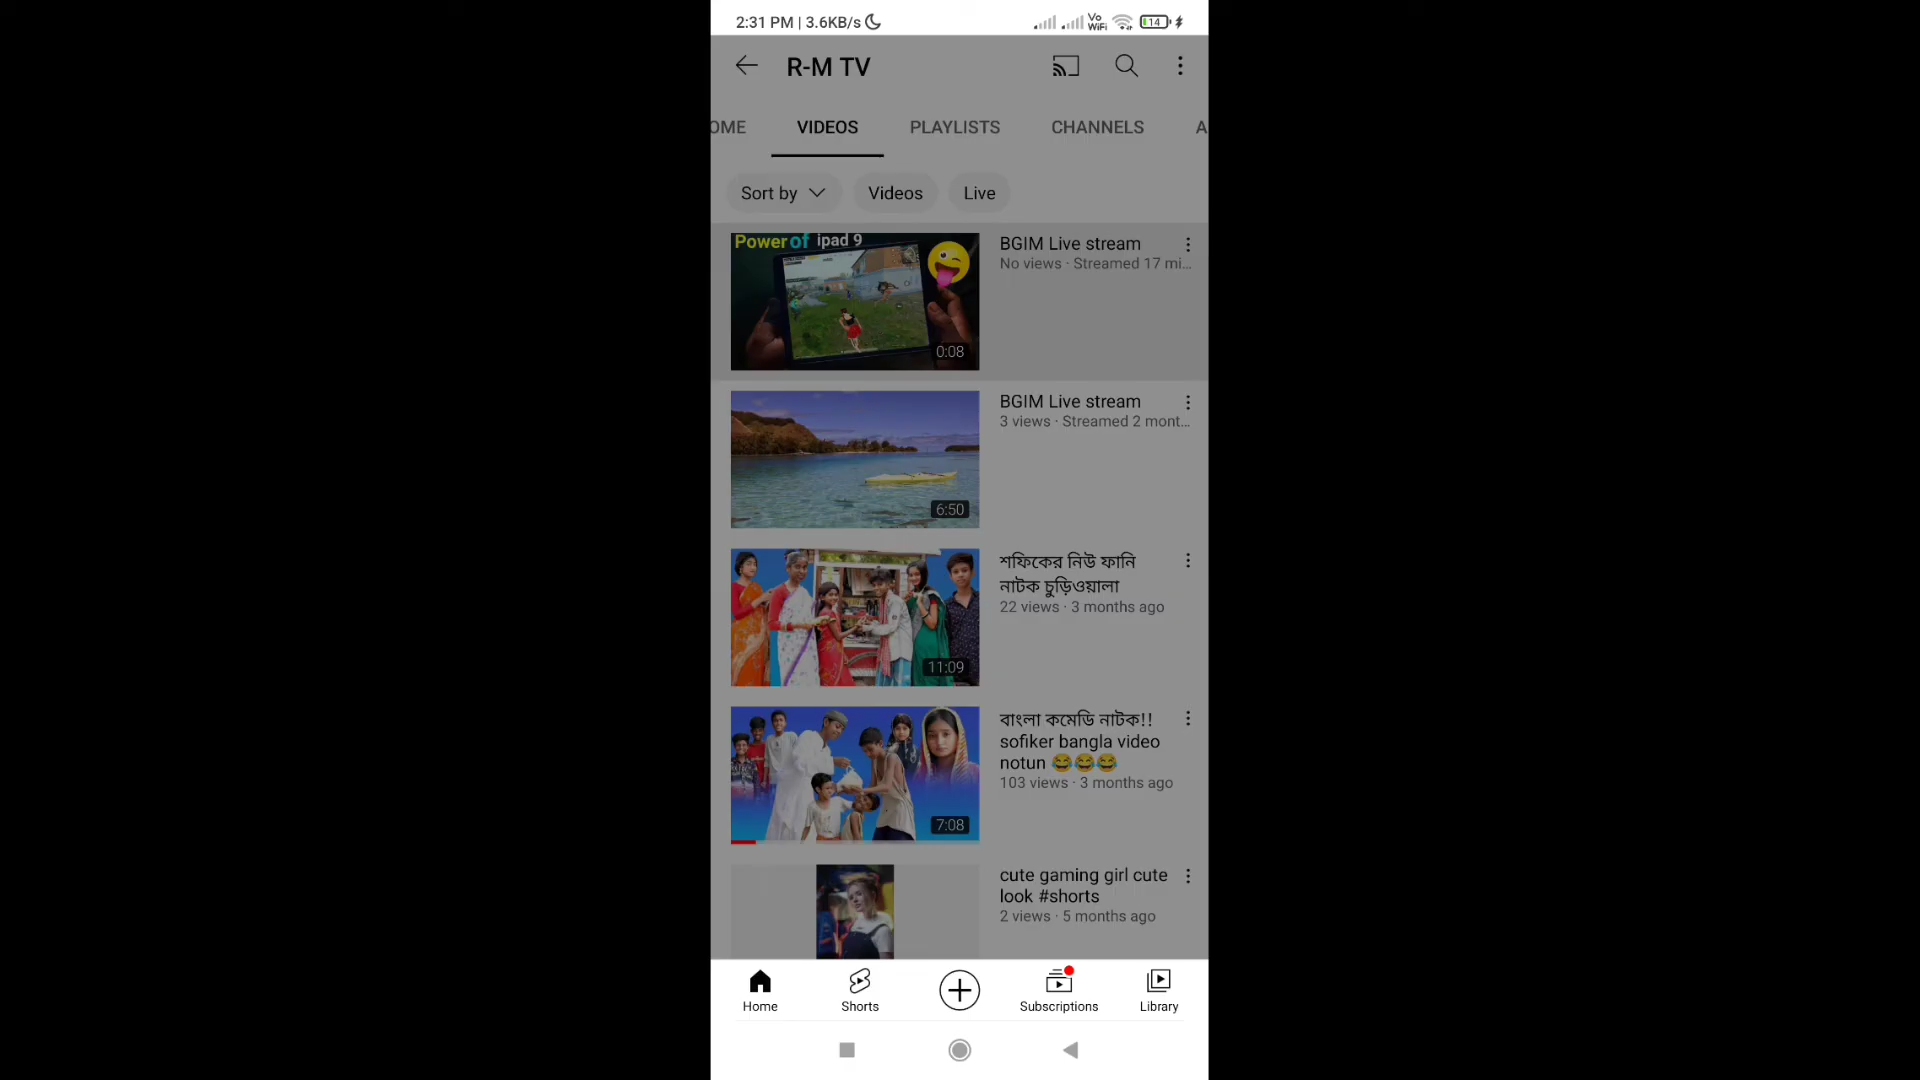 2:31 PM | 3.6KB/s
Vo
WiFi
14
R-M TV
OME VIDEOS PLAYLISTS CHANNELS A
Sort by Videos Live
Power of ipad 9
0:08
BGIM Live stream
No views · Streamed 17 mi...
6:50
BGIM Live stream
3 views · Streamed 2 mont...
11:09
শফিকের নিউ ফানি
নাটক চুড়িওয়ালা
22 views · 3 months ago
7:08
বাংলা কমেডি নাটক!!
sofiker bangla video
notun 😂😂😂
103 views · 3 months ago
cute gaming girl cute
look #shorts
2 views · 5 months ago
Home Shorts Subscriptions Library